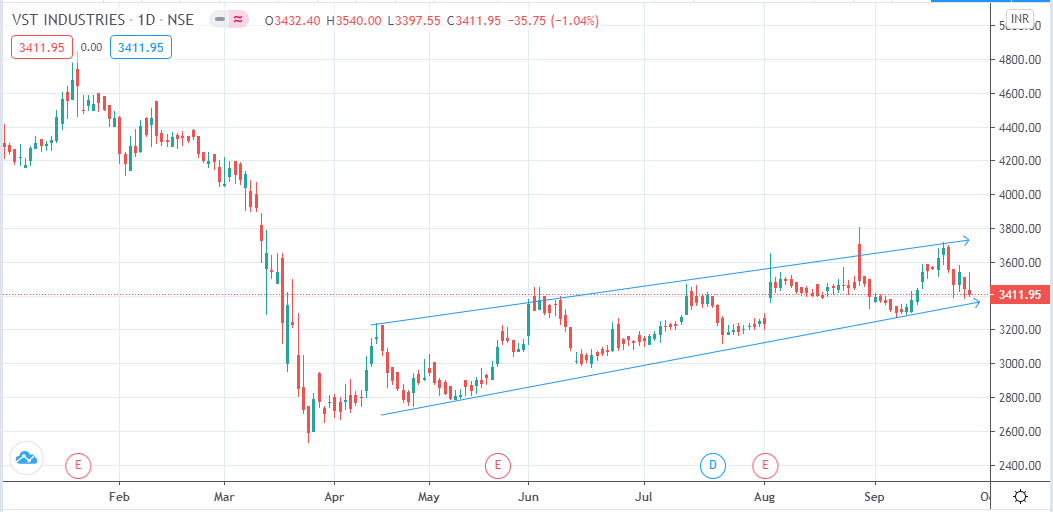 VST INDUSTRIES · 1D · NSE O3432.40 H3540.00 L3397.55 C3411.95 −35.75 (−1.04%)
INR
3411.95 0.00 3411.95
4800.00
4600.00
4400.00
4200.00
4000.00
3800.00
3600.00
3411.95
3200.00
3000.00
2800.00
2600.00
2400.00
E E D E
Feb Mar Apr May Jun Jul Aug Sep